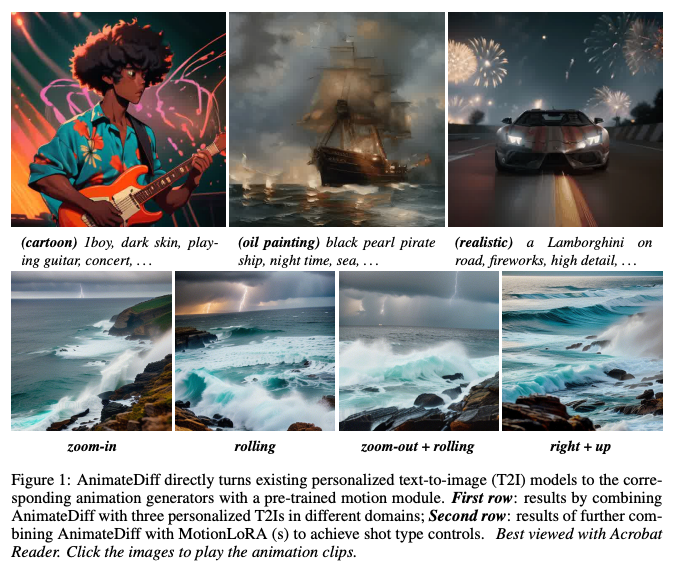 (cartoon) 1boy, dark skin, play-
ing guitar, concert, . . .
(oil painting) black pearl pirate
ship, night time, sea, . . .
(realistic) a Lamborghini on
road, fireworks, high detail, . . .
zoom-in
rolling
zoom-out + rolling
right + up
Figure 1: AnimateDiff directly turns existing personalized text-to-image (T2I) models to the corre-
sponding animation generators with a pre-trained motion module. First row: results by combining
AnimateDiff with three personalized T2Is in different domains; Second row: results of further com-
bining AnimateDiff with MotionLoRA (s) to achieve shot type controls. Best viewed with Acrobat
Reader. Click the images to play the animation clips.